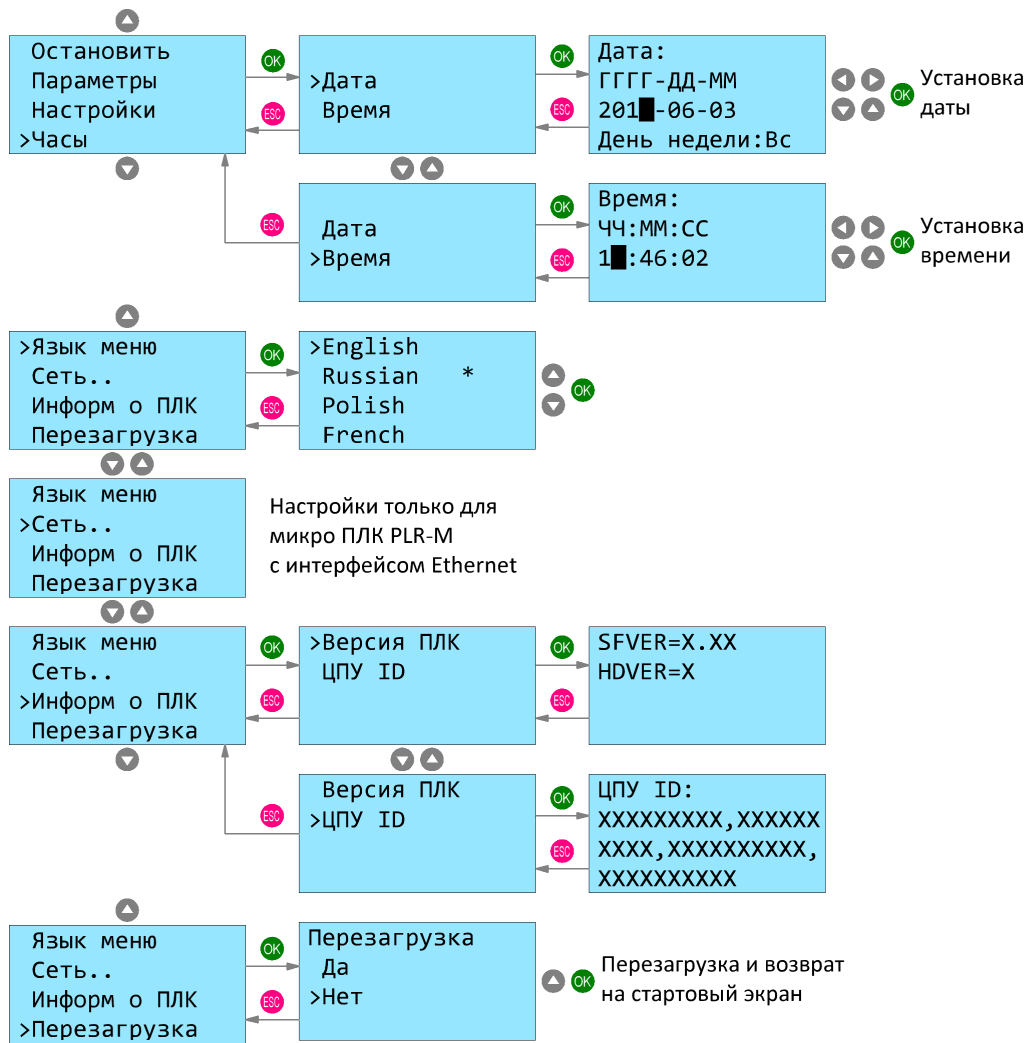 Остановить
Параметры
Настройки
>Часы
OK
ESC
>Дата
Время
OK
ESC
Дата:
ГГГГ-ДД-ММ
201█-06-03
День недели:Вс
OK
Установка
даты
ESC
Дата
>Время
OK
ESC
Время:
ЧЧ:ММ:СС
1█:46:02
OK
Установка
времени
>Язык меню
Сеть..
Информ о ПЛК
Перезагрузка
OK
ESC
>English
Russian *
Polish
French
OK
Язык меню
>Сеть..
Информ о ПЛК
Перезагрузка
Настройки только для
микро ПЛК PLR-M
с интерфейсом Ethernet
Язык меню
Сеть..
>Информ о ПЛК
Перезагрузка
OK
ESC
>Версия ПЛК
ЦПУ ID
OK
ESC
SFVER=X.XX
HDVER=X
ESC
Версия ПЛК
>ЦПУ ID
OK
ESC
ЦПУ ID:
XXXXXXXXX,XXXXXX
XXXX,XXXXXXXXXX,
XXXXXXXXXX
Язык меню
Сеть..
Информ о ПЛК
>Перезагрузка
OK
ESC
Перезагрузка
Да
>Нет
OK
Перезагрузка и возврат
на стартовый экран